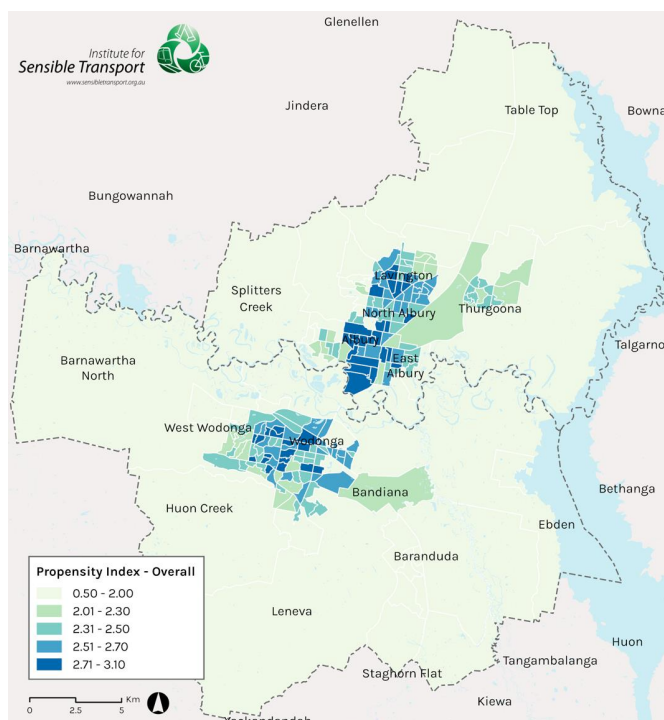 Glenellen
Institute for
Sensible Transport
www.sensibletransport.org.au
Jindera
Table Top
Bowna
Bungowannah
Barnawartha
Lavington
Splitters
Creek
North Albury
Thurgoona
Albury
East
Albury
Talgarno
Barnawartha
North
West Wodonga
Wodonga
Bandiana
Bethanga
Huon Creek
Ebden
Baranduda
Propensity Index - Overall
0.50 - 2.00
2.01 - 2.30
2.31 - 2.50
2.51 - 2.70
2.71 - 3.10
Leneva
Huon
Tangambalanga
Staghorn Flat
Kiewa
Km
0 2.5 5